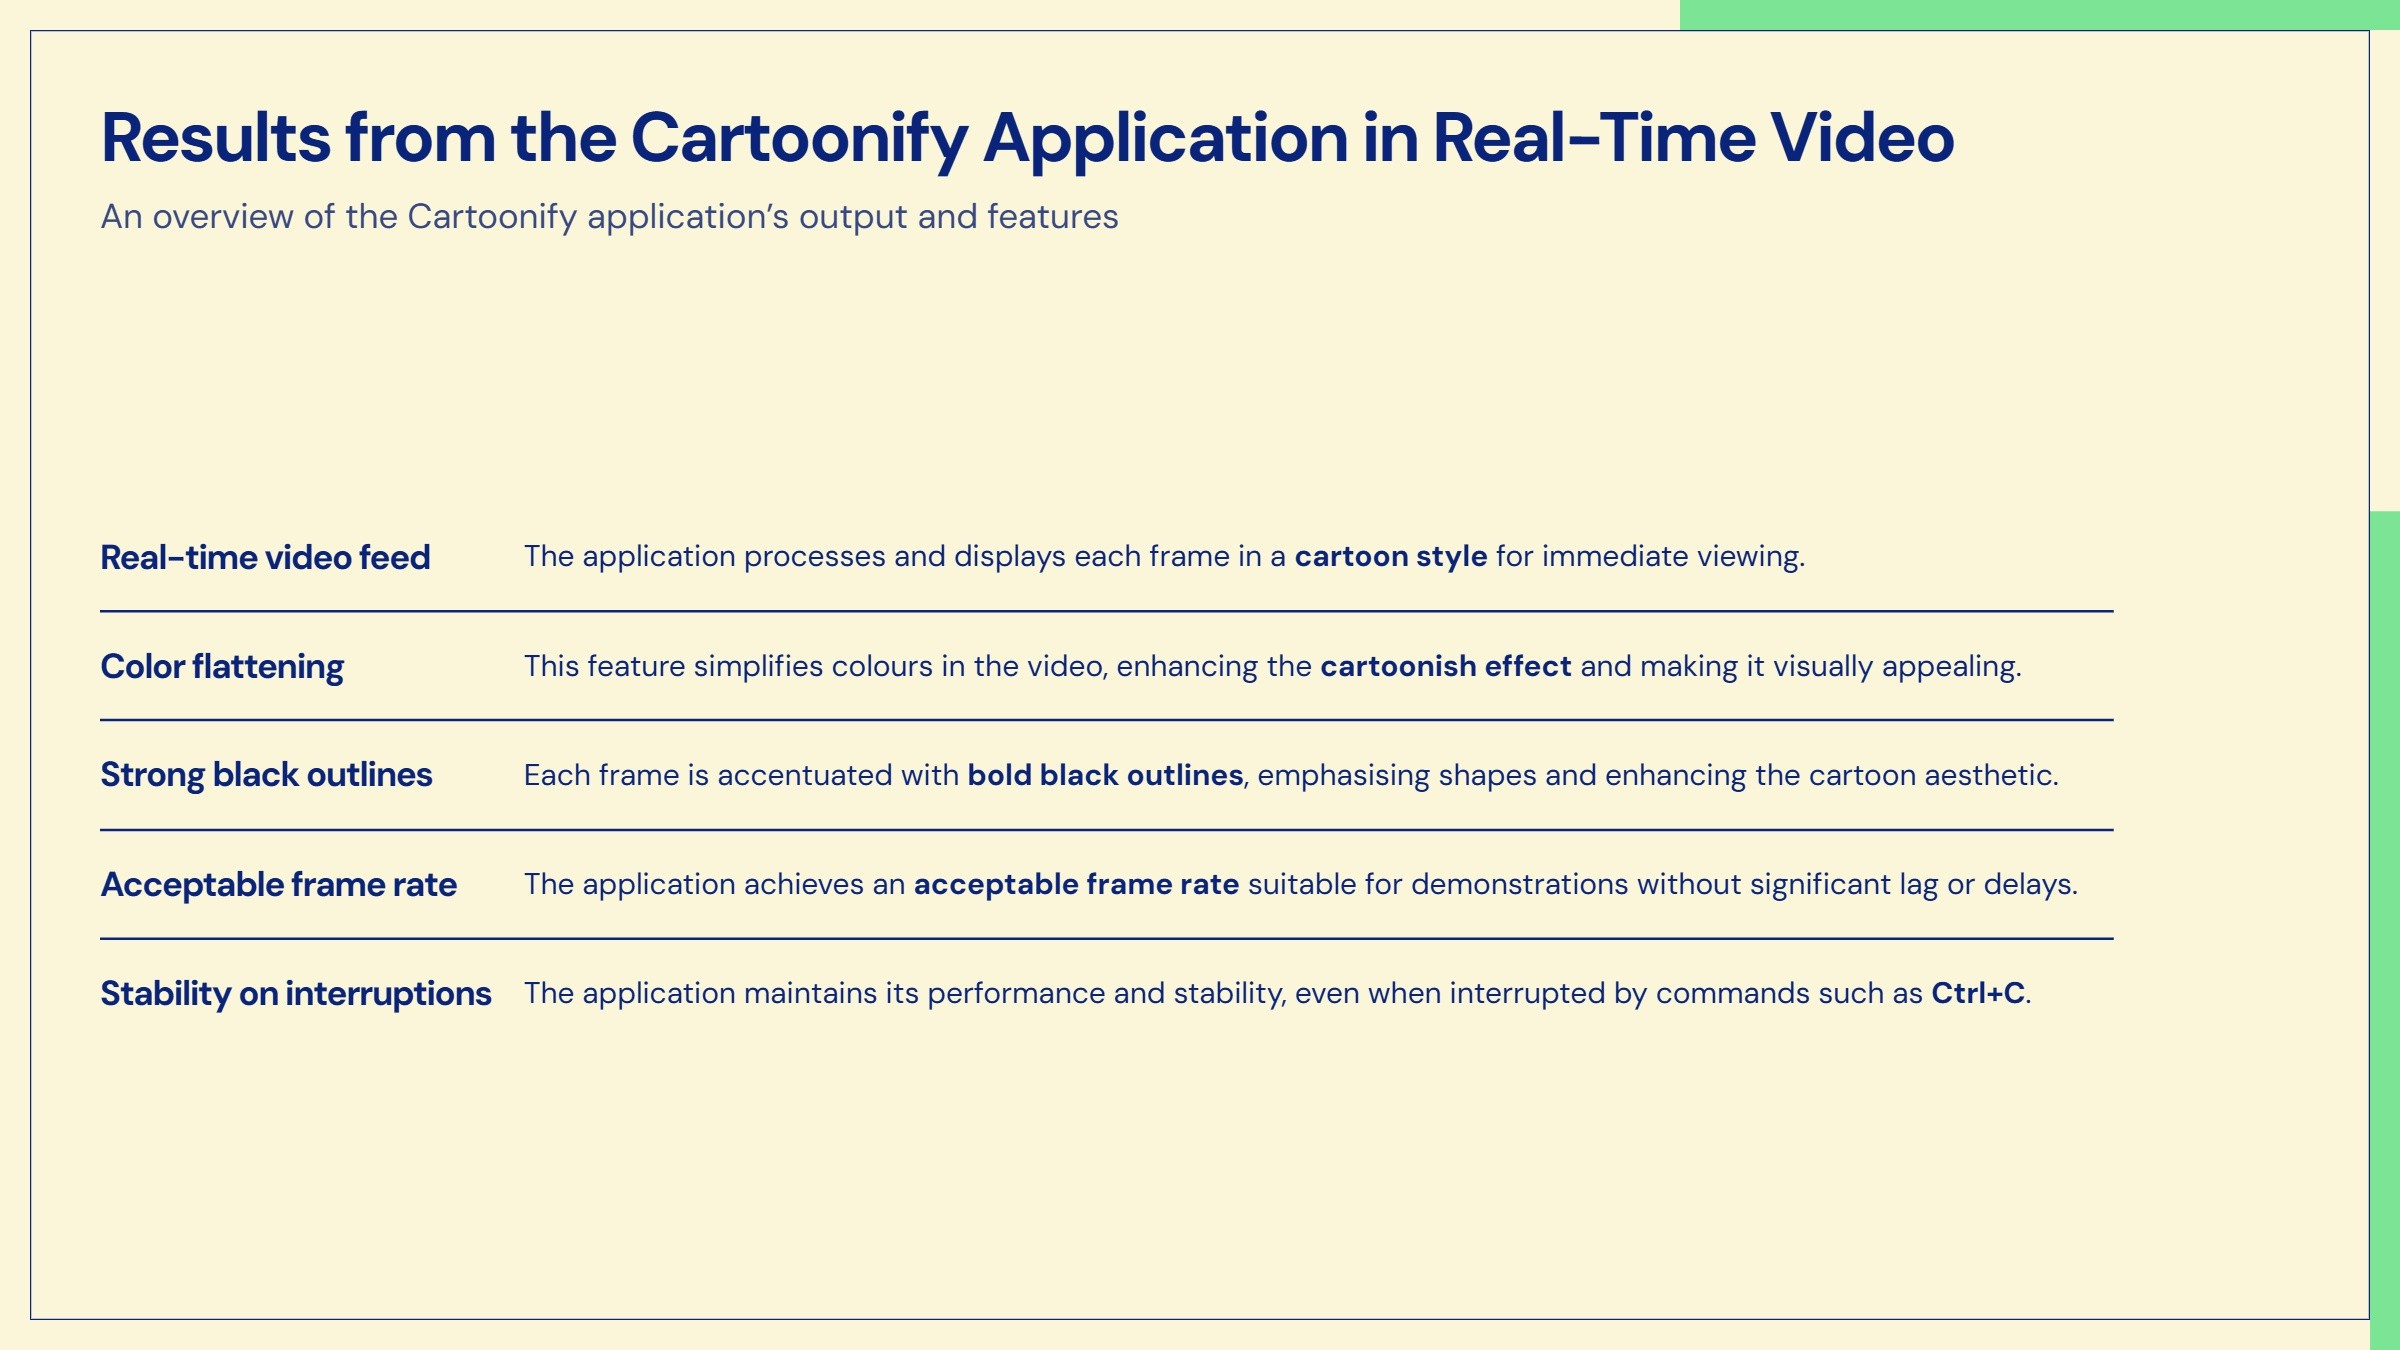 Results from the Cartoonify Application in Real-Time Video
An overview of the Cartoonify application’s output and features
Real-time video feed The application processes and displays each frame in a cartoon style for immediate viewing.
Color flattening This feature simplifies colours in the video, enhancing the cartoonish effect and making it visually appealing.
Strong black outlines Each frame is accentuated with bold black outlines, emphasising shapes and enhancing the cartoon aesthetic.
Acceptable frame rate The application achieves an acceptable frame rate suitable for demonstrations without significant lag or delays.
Stability on interruptions The application maintains its performance and stability, even when interrupted by commands such as Ctrl+C.